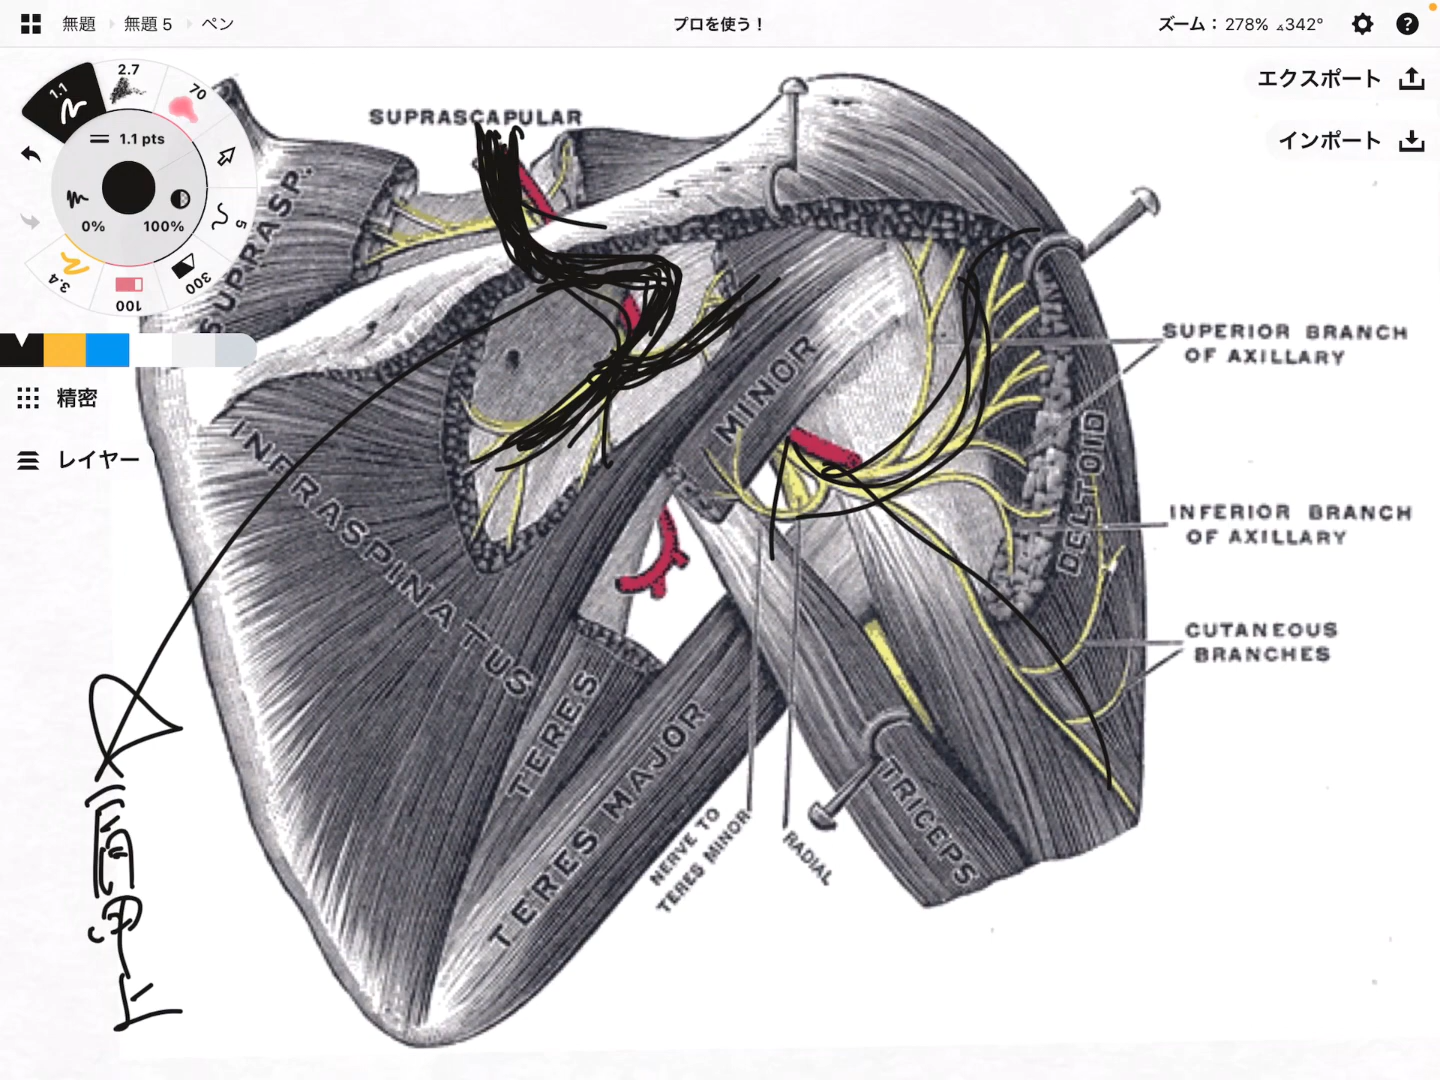 無題 無題 5 ペン
プロを使う！
ズーム： 278% ⊿342°
エクスポート
インポート
1.1
2.7
70
1.1 pts
0%
100%
5
300
100
3.4
精密
レイヤー
SUPRASCAPULAR
SUPRASP.
INFRASPINATUS
MINOR
TERES
TERES MAJOR
DELTOID
TRICEPS
SUPERIOR BRANCH
OF AXILLARY
INFERIOR BRANCH
OF AXILLARY
CUTANEOUS
BRANCHES
NERVE TO
TERES MINOR
RADIAL
肩甲上